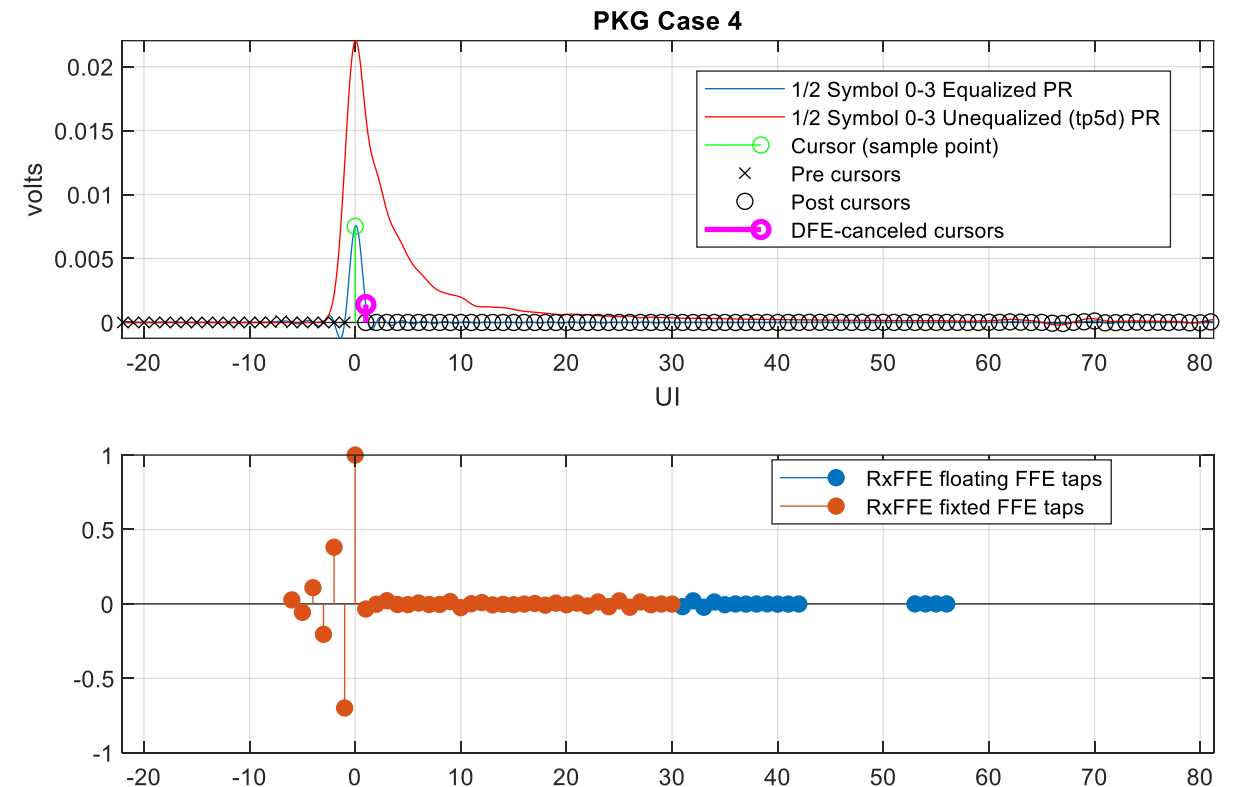 PKG Case 4
0.02
0.015
0.01
0.005
0
volts
1/2 Symbol 0-3 Equalized PR
1/2 Symbol 0-3 Unequalized (tp5d) PR
Cursor (sample point)
Pre cursors
Post cursors
DFE-canceled cursors
-20 -10 0 10 20 30 40 50 60 70 80
UI
1
0.5
0
-0.5
-1
RxFFE floating FFE taps
RxFFE fixted FFE taps
-20 -10 0 10 20 30 40 50 60 70 80